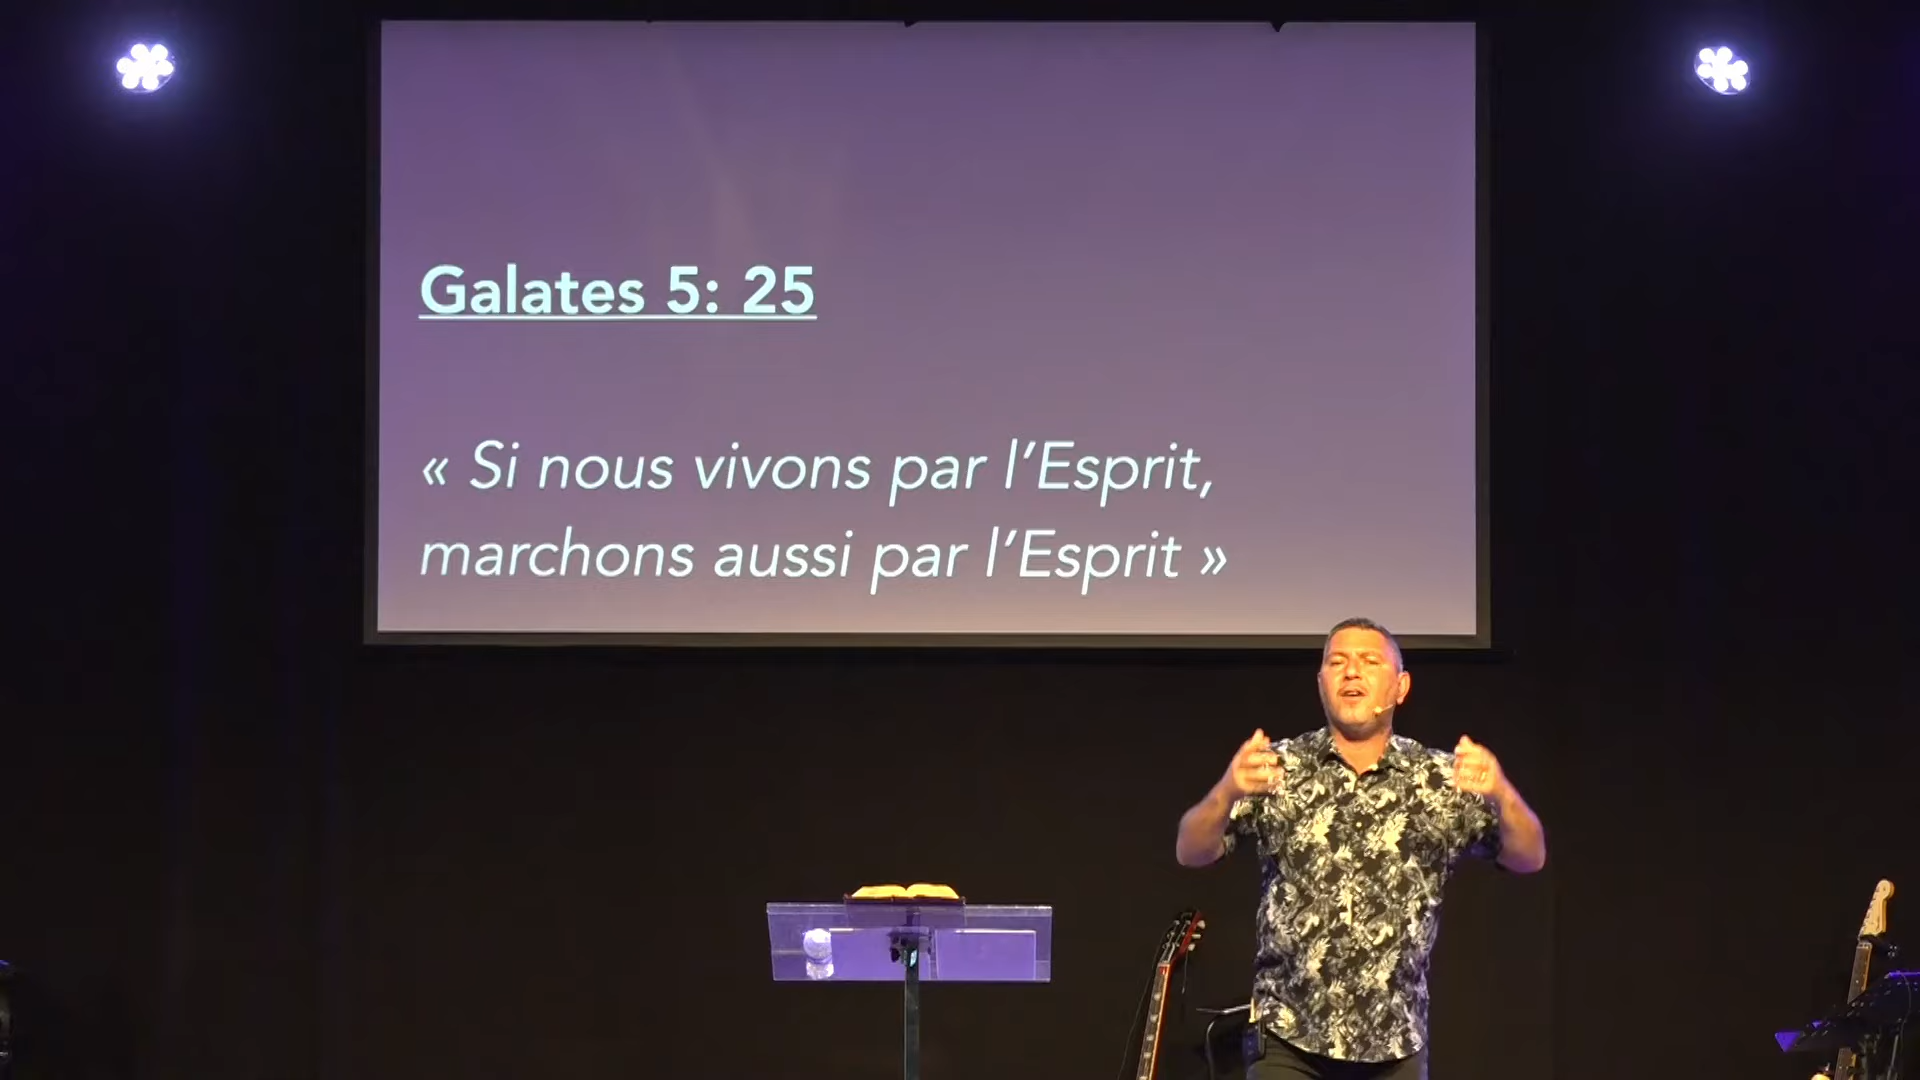 Galates 5: 25
« Si nous vivons par l’Esprit,
marchons aussi par l’Esprit »